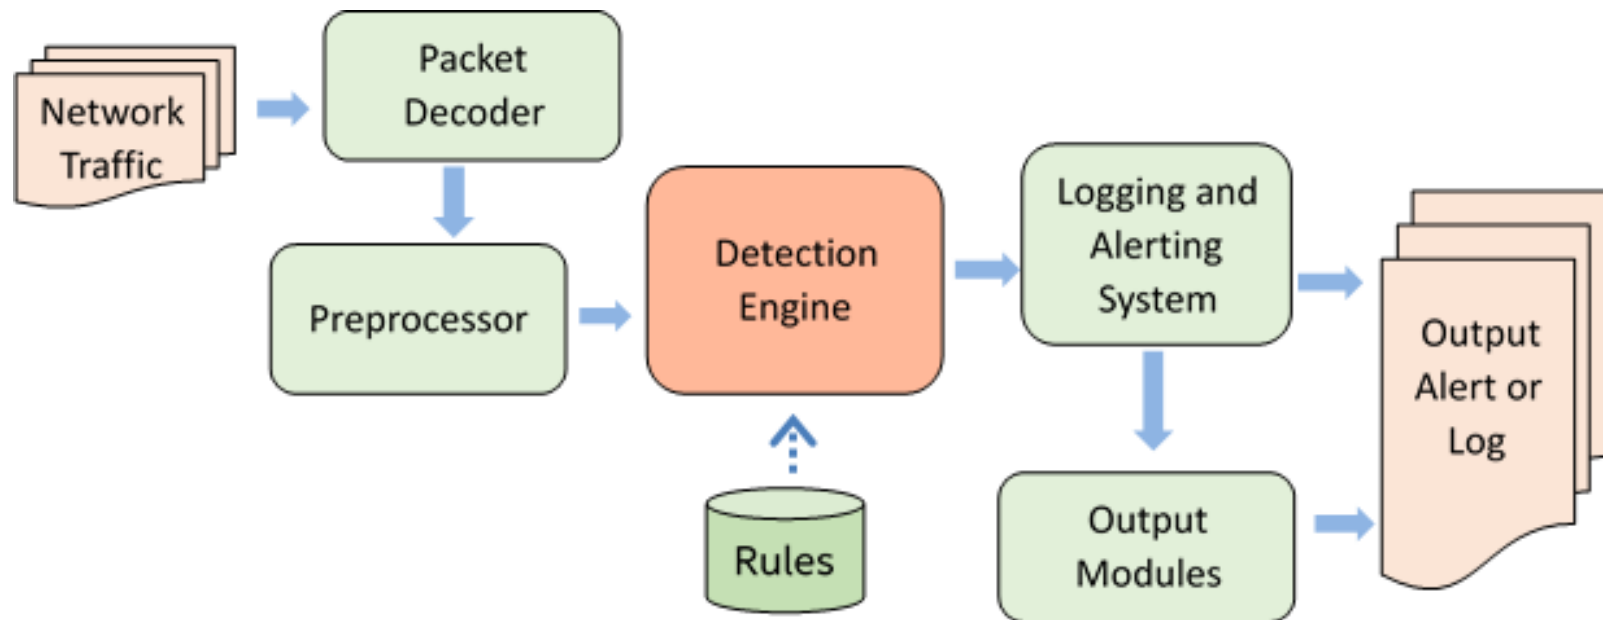 Network
Traffic
Packet
Decoder
Preprocessor
Detection
Engine
Rules
Logging and
Alerting
System
Output
Modules
Output
Alert or
Log